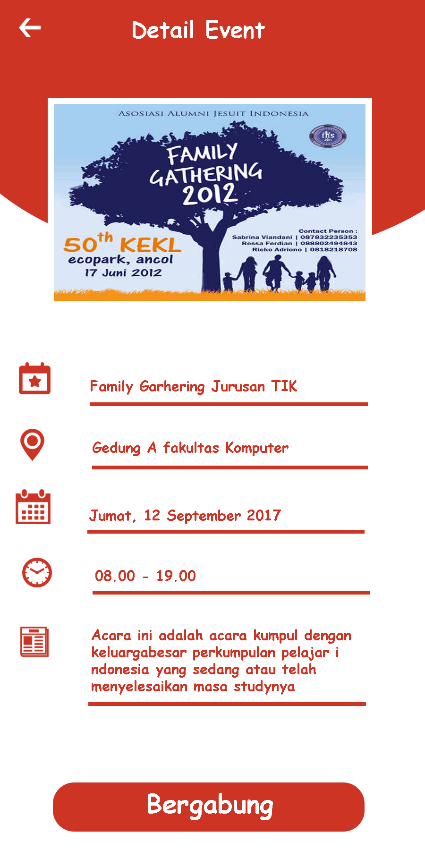 Detail Event
ASOSIASI ALUMNI JESUIT INDONESIA
ths
FAMILY
GATHERING
2012
50th KEKL
ecopark, ancol
17 Juni 2012
Contact Person :
Sabrina Viandani | 087832235353
Rossa Ferdian | 088802494843
Rieko Adriono | 0818218708
Family Garhering Jurusan TIK
Gedung A fakultas Komputer
Jumat, 12 September 2017
08.00 - 19.00
Acara ini adalah acara kumpul dengan
keluargabesar perkumpulan pelajar i
ndonesia yang sedang atau telah
menyelesaikan masa studynya
Bergabung